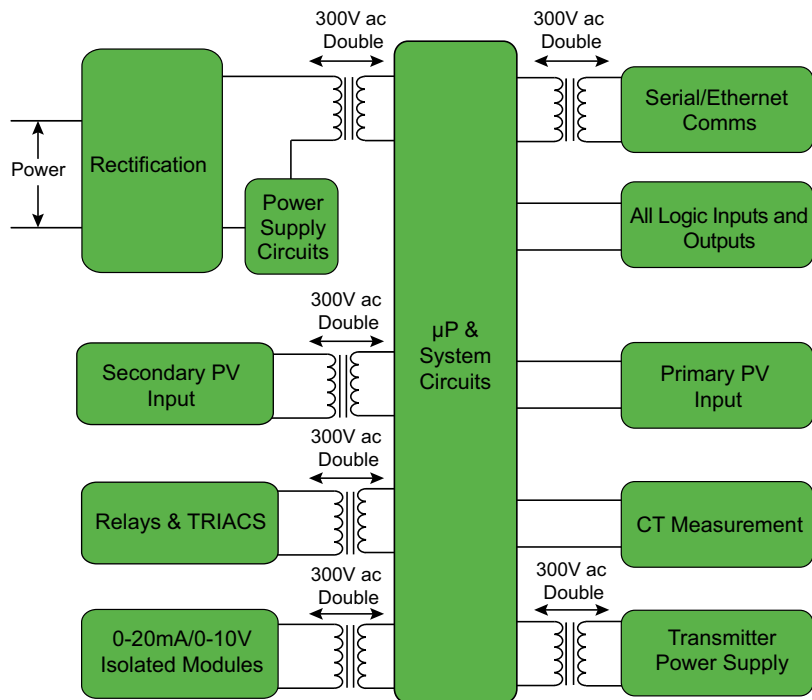 300V ac
Double
300V ac
Double
Power
Rectification
Power
Supply
Circuits
Serial/Ethernet
Comms
All Logic Inputs and
Outputs
300V ac
Double
Secondary PV
Input
µP &
System
Circuits
Primary PV
Input
300V ac
Double
Relays & TRIACS
CT Measurement
300V ac
Double
300V ac
Double
0-20mA/0-10V
Isolated Modules
Transmitter
Power Supply